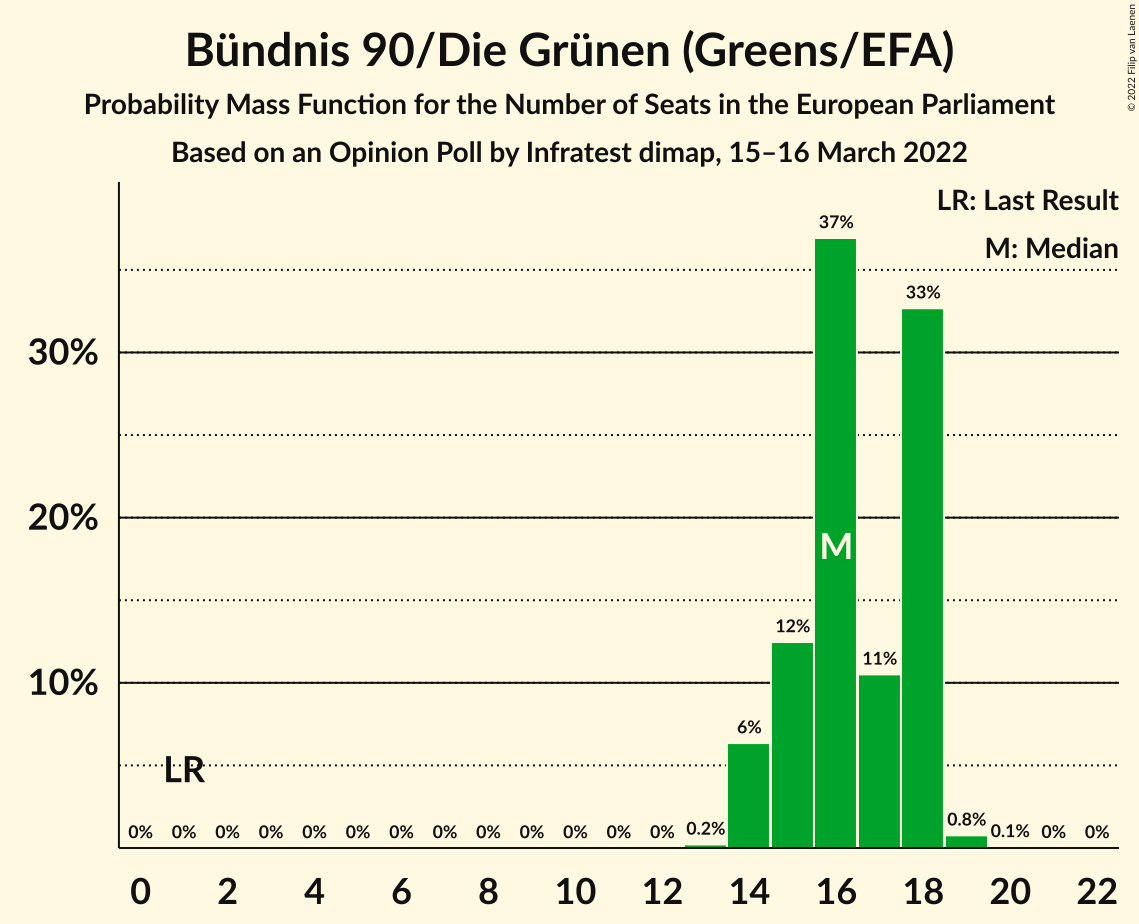 Bündnis 90/Die Grünen (Greens/EFA)
Probability Mass Function for the Number of Seats in the European Parliament
Based on an Opinion Poll by Infratest dimap, 15–16 March 2022
© 2022 Filip van Laenen
LR: Last Result
M: Median
37%
33%
30%
20%
M
12%
11%
10%
6%
LR
0% 0% 0% 0% 0% 0% 0% 0% 0% 0% 0% 0% 0% 0.2% 0.8% 0.1% 0% 0%
0 2 4 6 8 10 12 14 16 18 20 22